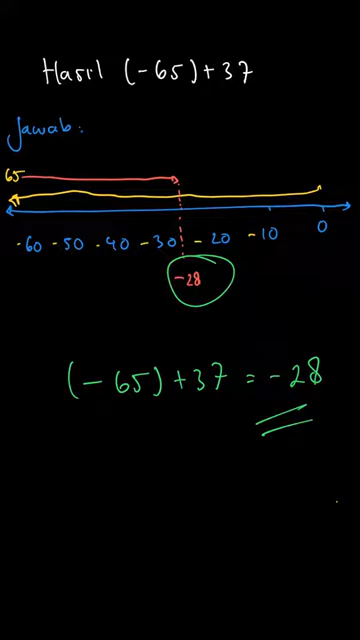 Hasil (-65) + 37
Jawab:
65
-60 -50 -40 -30 -20 -10 0
-28
(-65) + 37 = -28